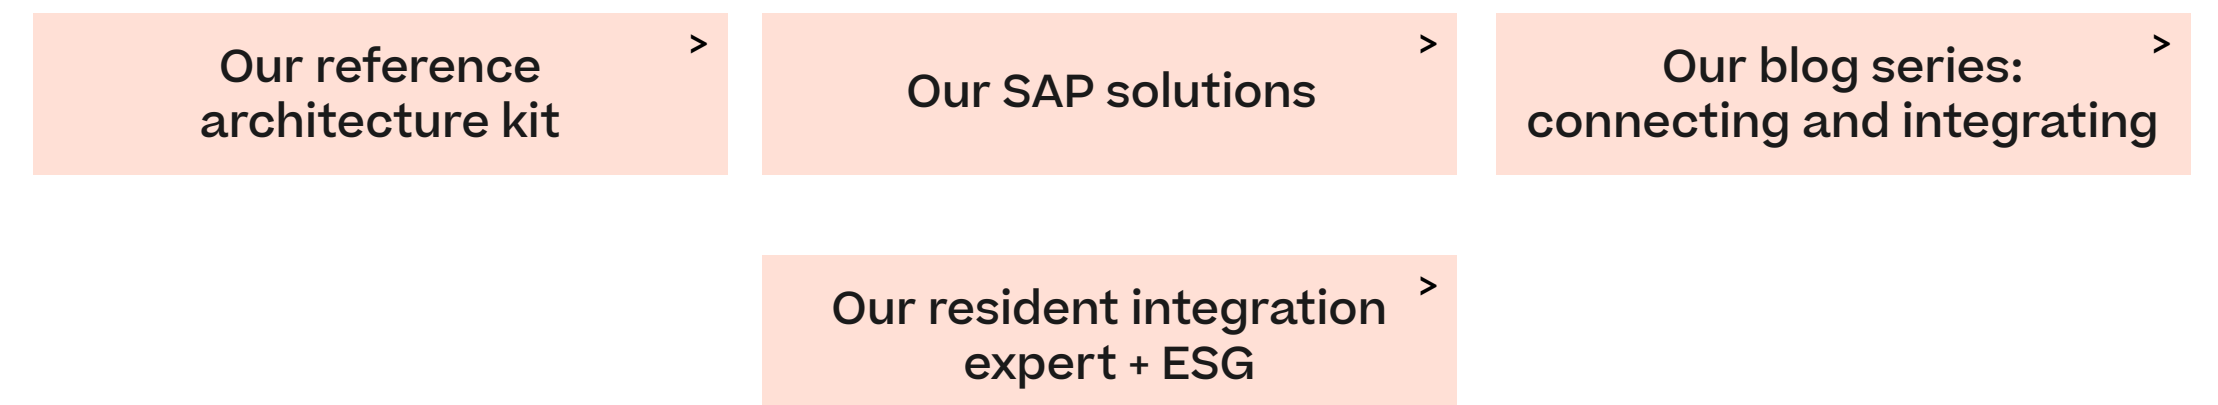 Our reference
architecture kit
>
Our SAP solutions
>
Our blog series:
connecting and integrating
>
Our resident integration
expert + ESG
>